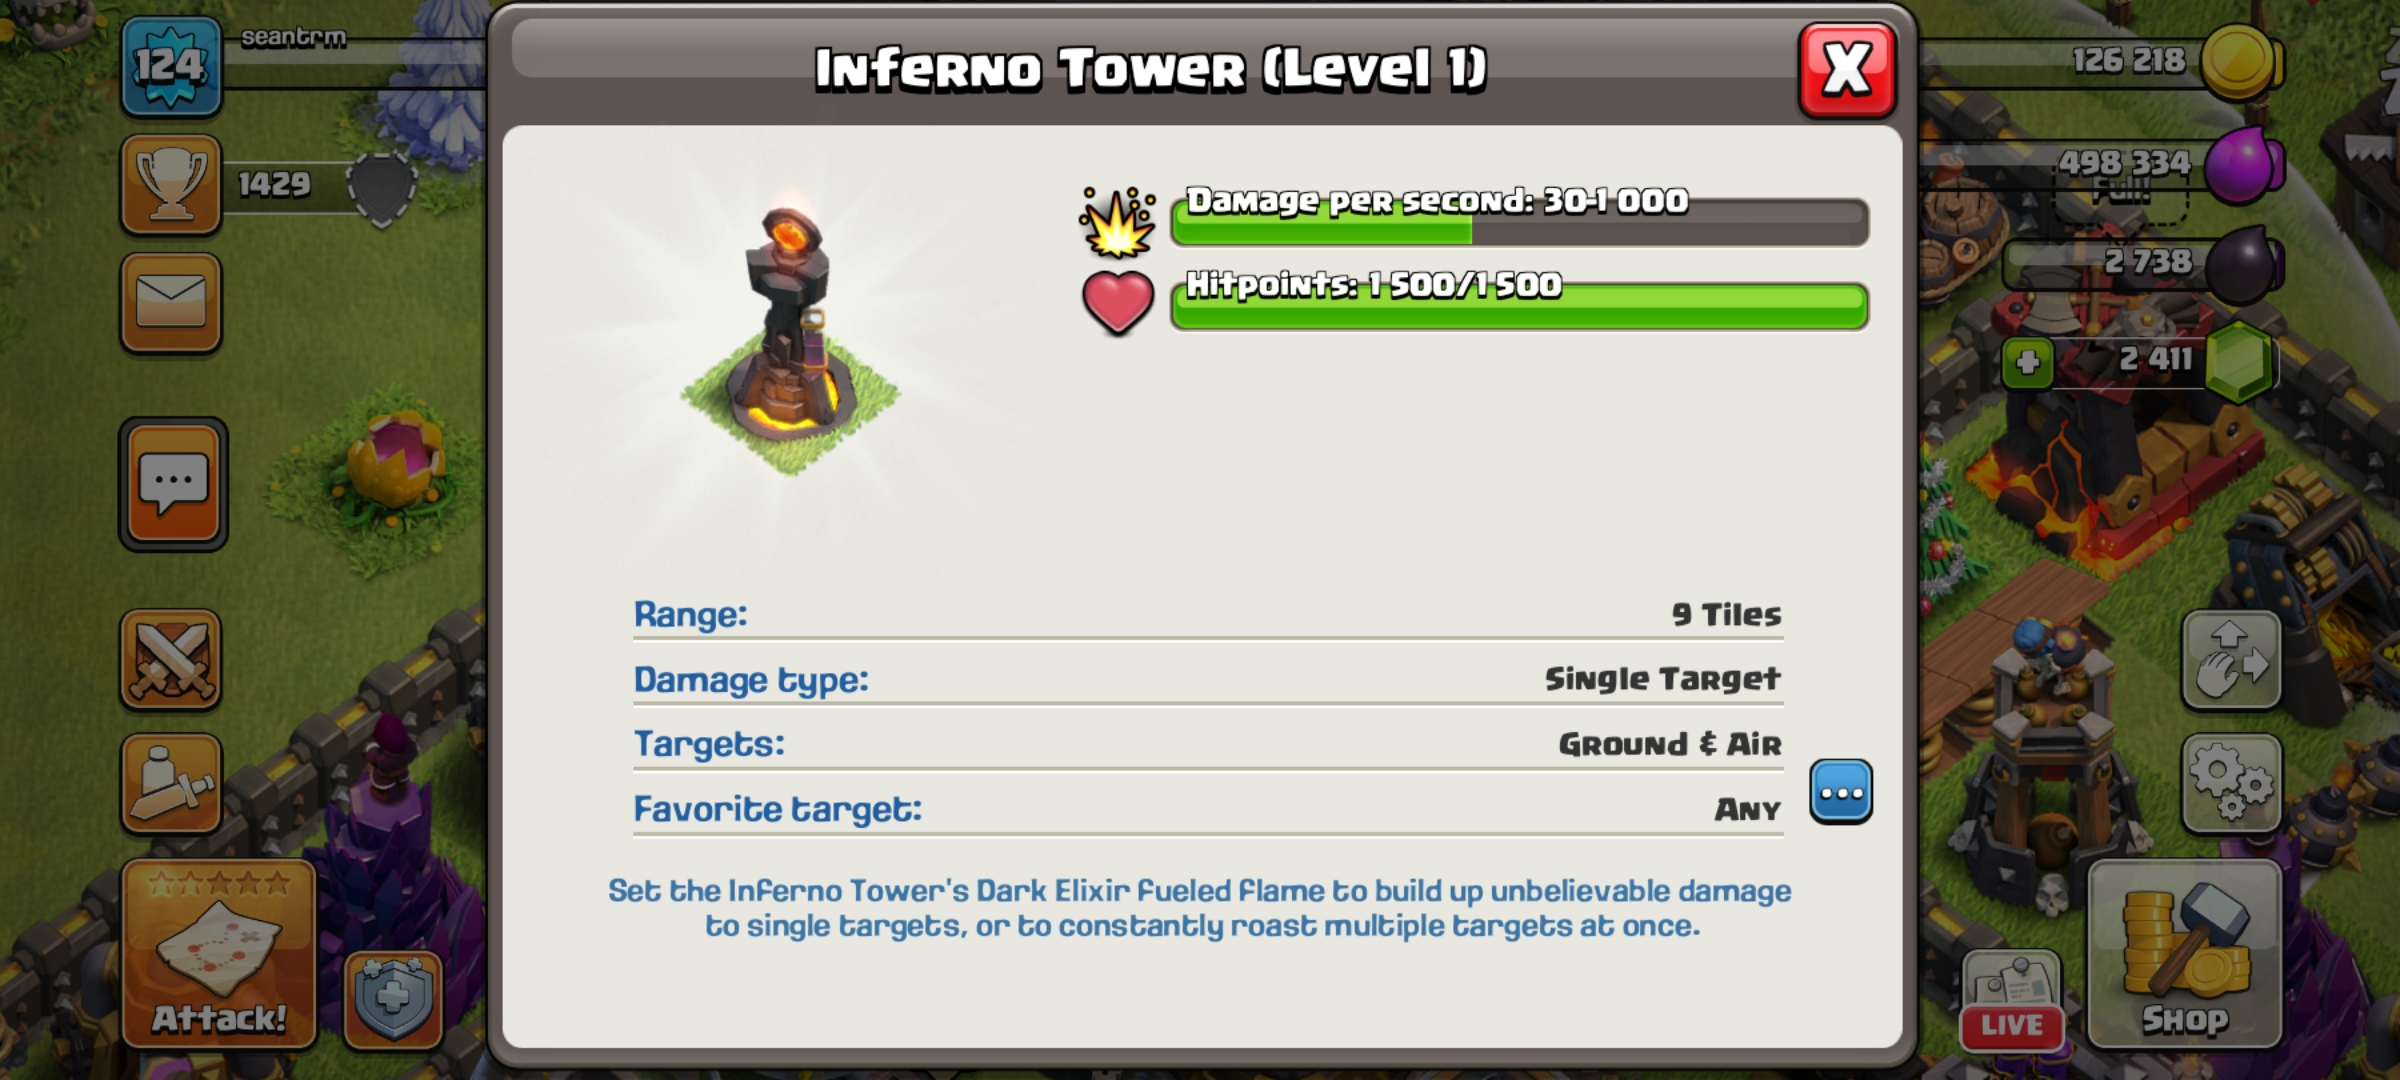 124
seantrm
1429
Inferno Tower (Level 1)
X
Damage per second: 30-1 000
Hitpoints: 1 500/1 500
Range: 9 Tiles
Damage type: Single Target
Targets: Ground & Air
Favorite target: Any
Set the Inferno Tower's Dark Elixir fueled flame to build up unbelievable damage
to single targets, or to constantly roast multiple targets at once.
126 218
498 334
Full!
2 738
2 411
Attack!
LIVE
Shop